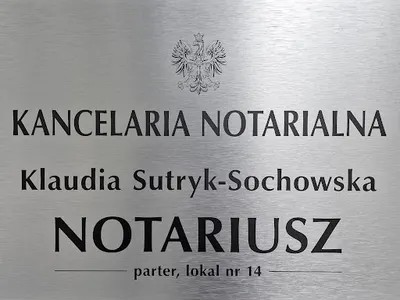 KANCELARIA NOTARIALNA
Klaudia Sutryk-Sochowska
NOTARIUSZ
parter, lokal nr 14